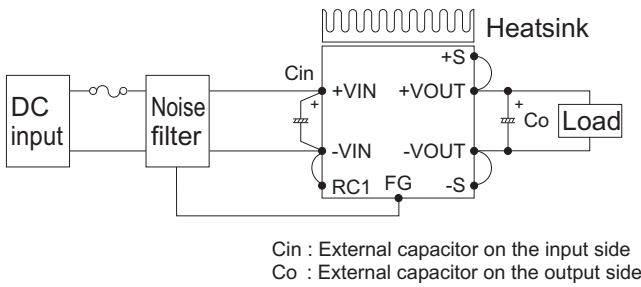 Heatsink
+S
Cin
+
+VIN
+VOUT
+
DC
input
Noise
filter
Co
Load
-VIN
-VOUT
RC1
FG
-S
Cin : External capacitor on the input side
Co : External capacitor on the output side